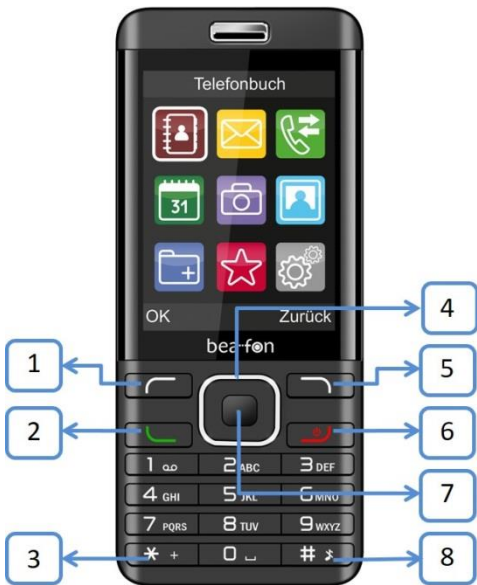 Telefonbuch
31
OK Zurück
bea-fon
4
1
5
2
6
1 2 ABC 3 DEF
4 GHI 5 JKL 6 MNO
7
7 PQRS 8 TUV 9 WXYZ
3
* + 0 # 
8